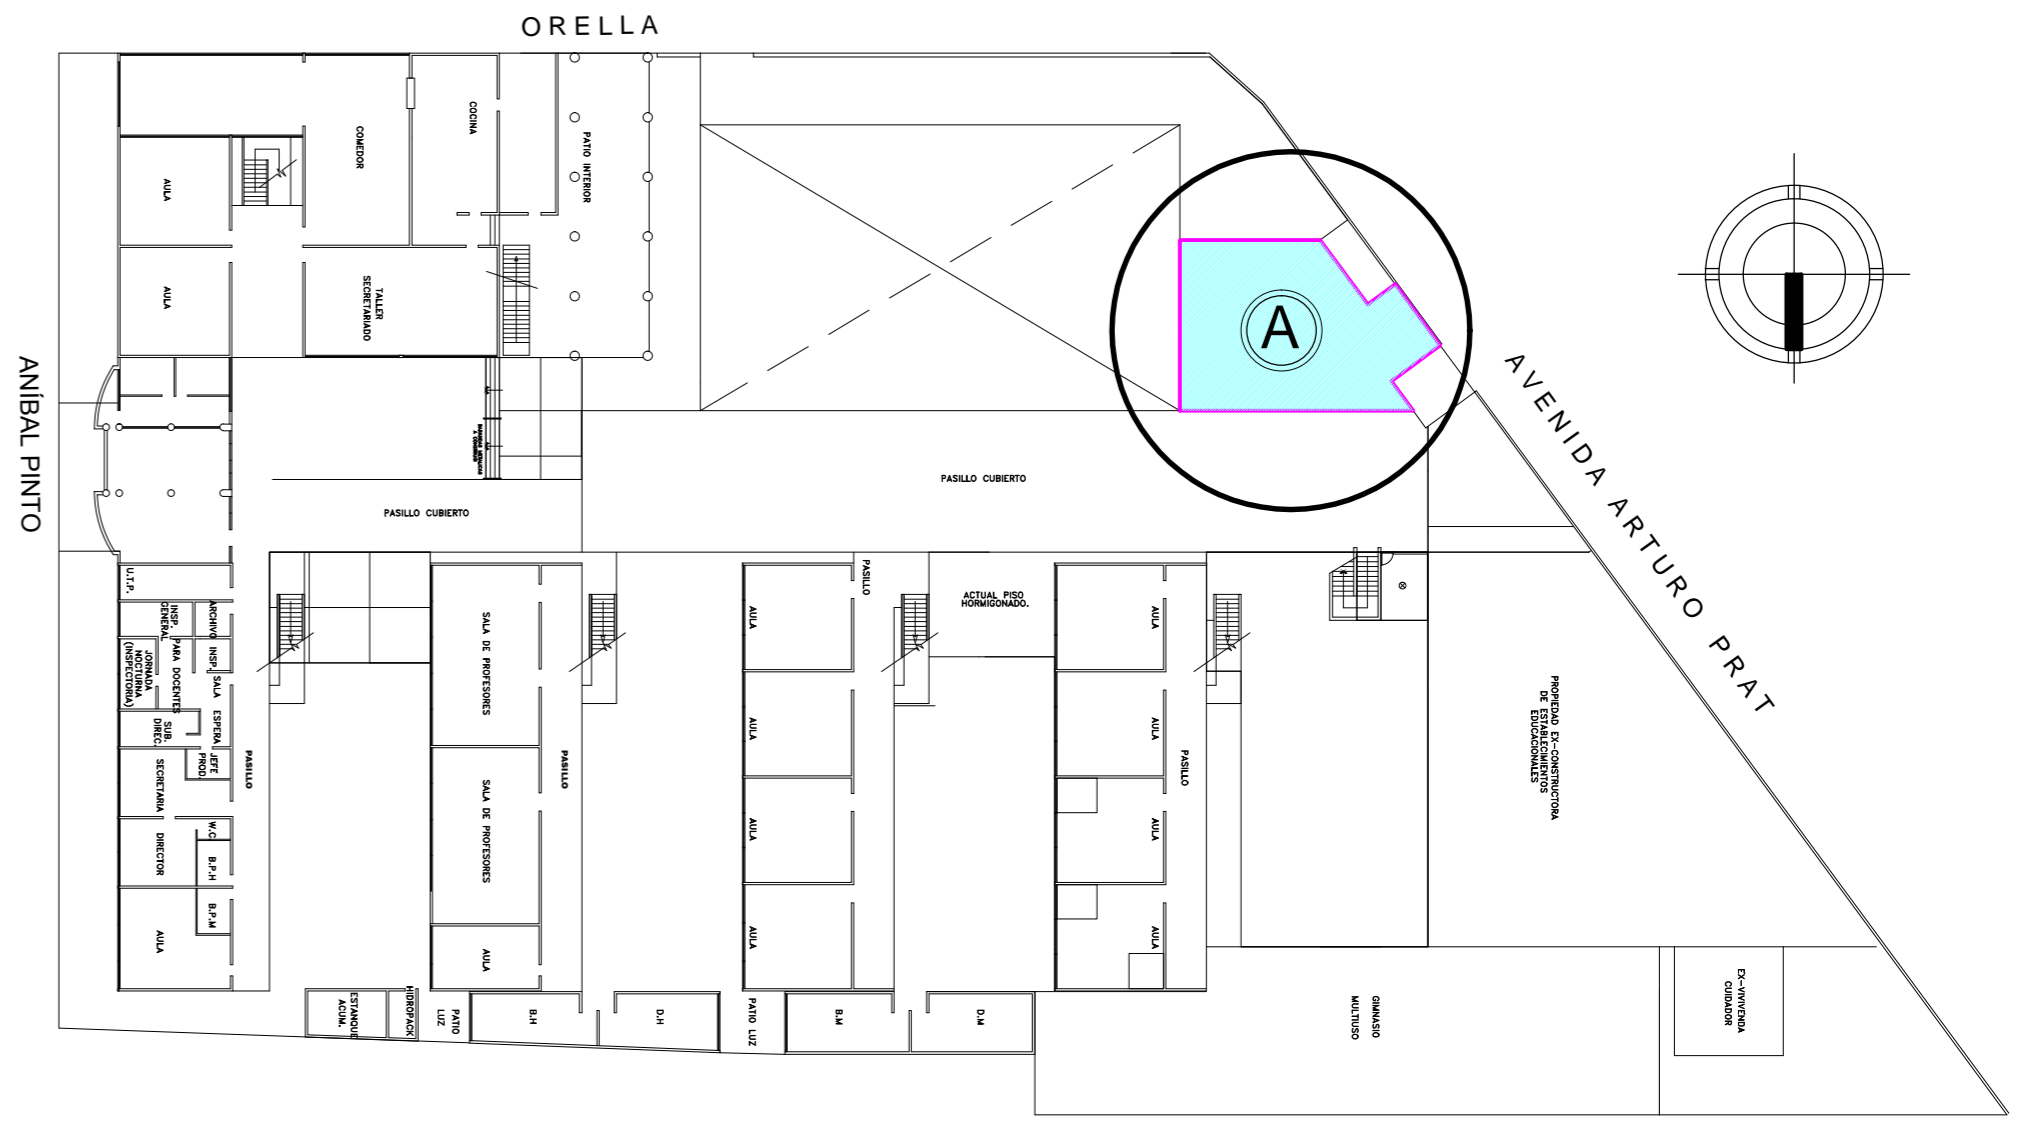 ORELLA
COCINA
COMEDOR
PATIO INTERIOR
AULA
AULA
TALLER
SECRETARIADO
A
ANÍBAL PINTO
AVENIDA ARTURO PRAT
PASILLO CUBIERTO
PASILLO CUBIERTO
U.T.P.
INSP.
GENERAL
ARCHIVO
INSP.
JORNADA
NOCTURNA
(INSPECTORIA)
PARA DOCENTES
SALA ESPERA
SUB.
DIREC.
JEFE
PROD.
SECRETARIA
W.C
DIRECTOR
B.P.H
B.P.M
AULA
PASILLO
SALA DE PROFESORES
SALA DE PROFESORES
AULA
PASILLO
PASILLO
AULA
AULA
AULA
AULA
ACTUAL PISO
HORMIGONADO.
AULA
AULA
AULA
AULA
PASILLO
PROPIEDAD EX-CONSTRUCTORA
DE ESTABLECIMIENTOS
EDUCACIONALES
ESTANQUE
ACUM.
HIDROPACK
PATIO
LUZ
B.H
D.H
PATIO LUZ
B.M
D.M
GIMNASIO
MULTIUSO
EX-VIVIVENDA
CUIDADOR